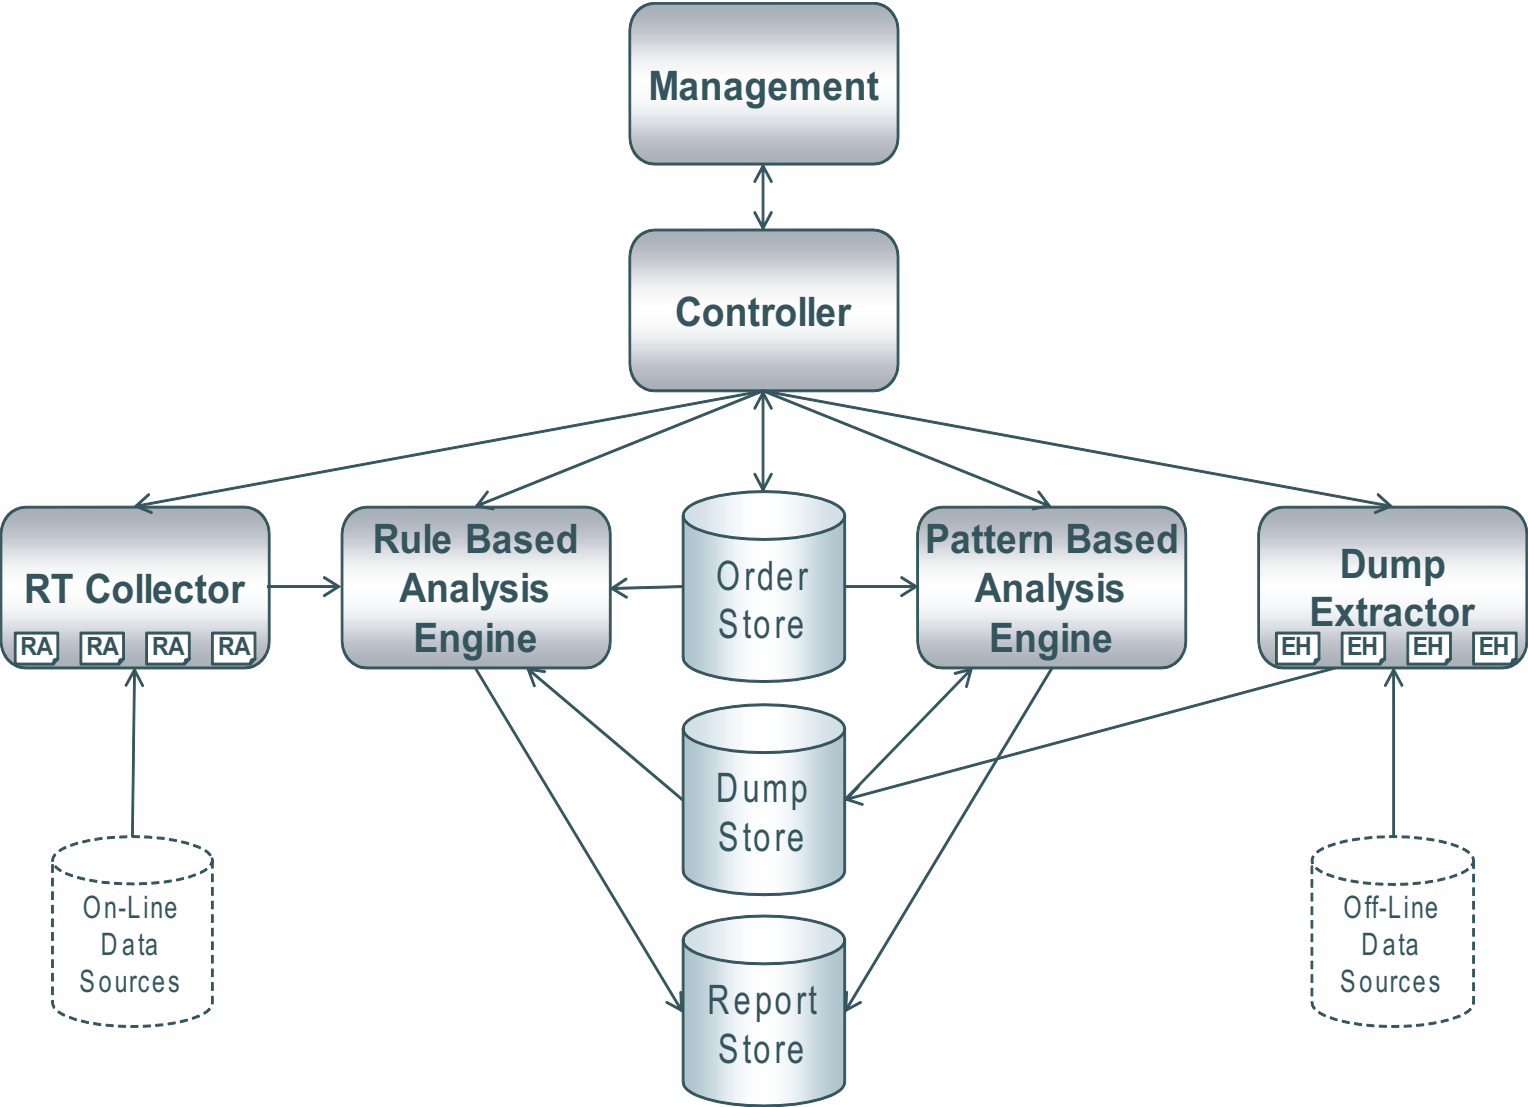 Management
Controller
RT Collector
RA RA RA RA
Rule Based
Analysis
Engine
Order
Store
Pattern Based
Analysis
Engine
Dump
Extractor
EH EH EH EH
Dump
Store
On-Line
Data
Sources
Report
Store
Off-Line
Data
Sources